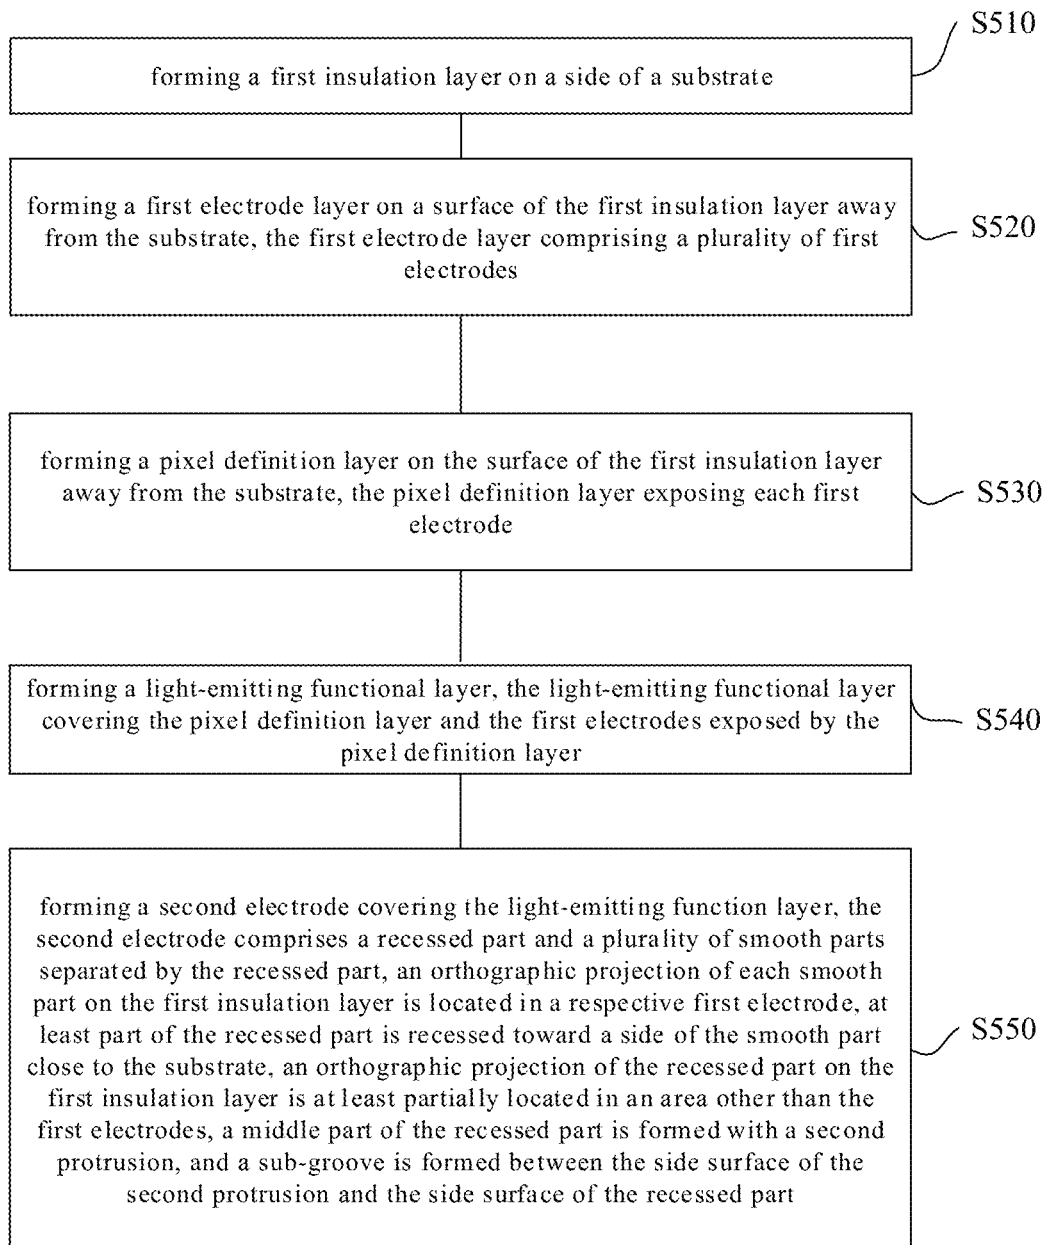 S510
forming a first insulation layer on a side of a substrate
forming a first electrode layer on a surface of the first insulation layer away
from the substrate, the first electrode layer comprising a plurality of first
electrodes
S520
forming a pixel definition layer on the surface of the first insulation layer
away from the substrate, the pixel definition layer exposing each first
electrode
S530
forming a light-emitting functional layer, the light-emitting functional layer
covering the pixel definition layer and the first electrodes exposed by the
pixel definition layer
S540
forming a second electrode covering the light-emitting function layer, the
second electrode comprises a recessed part and a plurality of smooth parts
separated by the recessed part, an orthographic projection of each smooth
part on the first insulation layer is located in a respective first electrode, at
least part of the recessed part is recessed toward a side of the smooth part
close to the substrate, an orthographic projection of the recessed part on the
first insulation layer is at least partially located in an area other than the
first electrodes, a middle part of the recessed part is formed with a second
protrusion, and a sub-groove is formed between the side surface of the
second protrusion and the side surface of the recessed part
S550